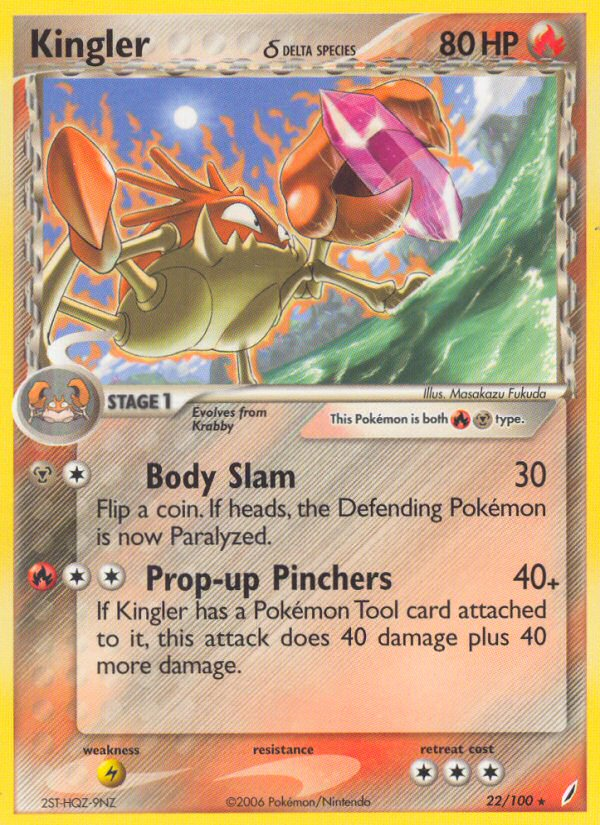 Kingler δ DELTA SPECIES 80 HP
Illus. Masakazu Fukuda
STAGE 1 Evolves from
Krabby
This Pokémon is both type.
Body Slam 30
Flip a coin. If heads, the Defending Pokémon
is now Paralyzed.
Prop-up Pinchers 40+
If Kingler has a Pokémon Tool card attached
to it, this attack does 40 damage plus 40
more damage.
weakness resistance retreat cost
2ST-HQZ-9NZ ©2006 Pokémon/Nintendo 22/100 ★